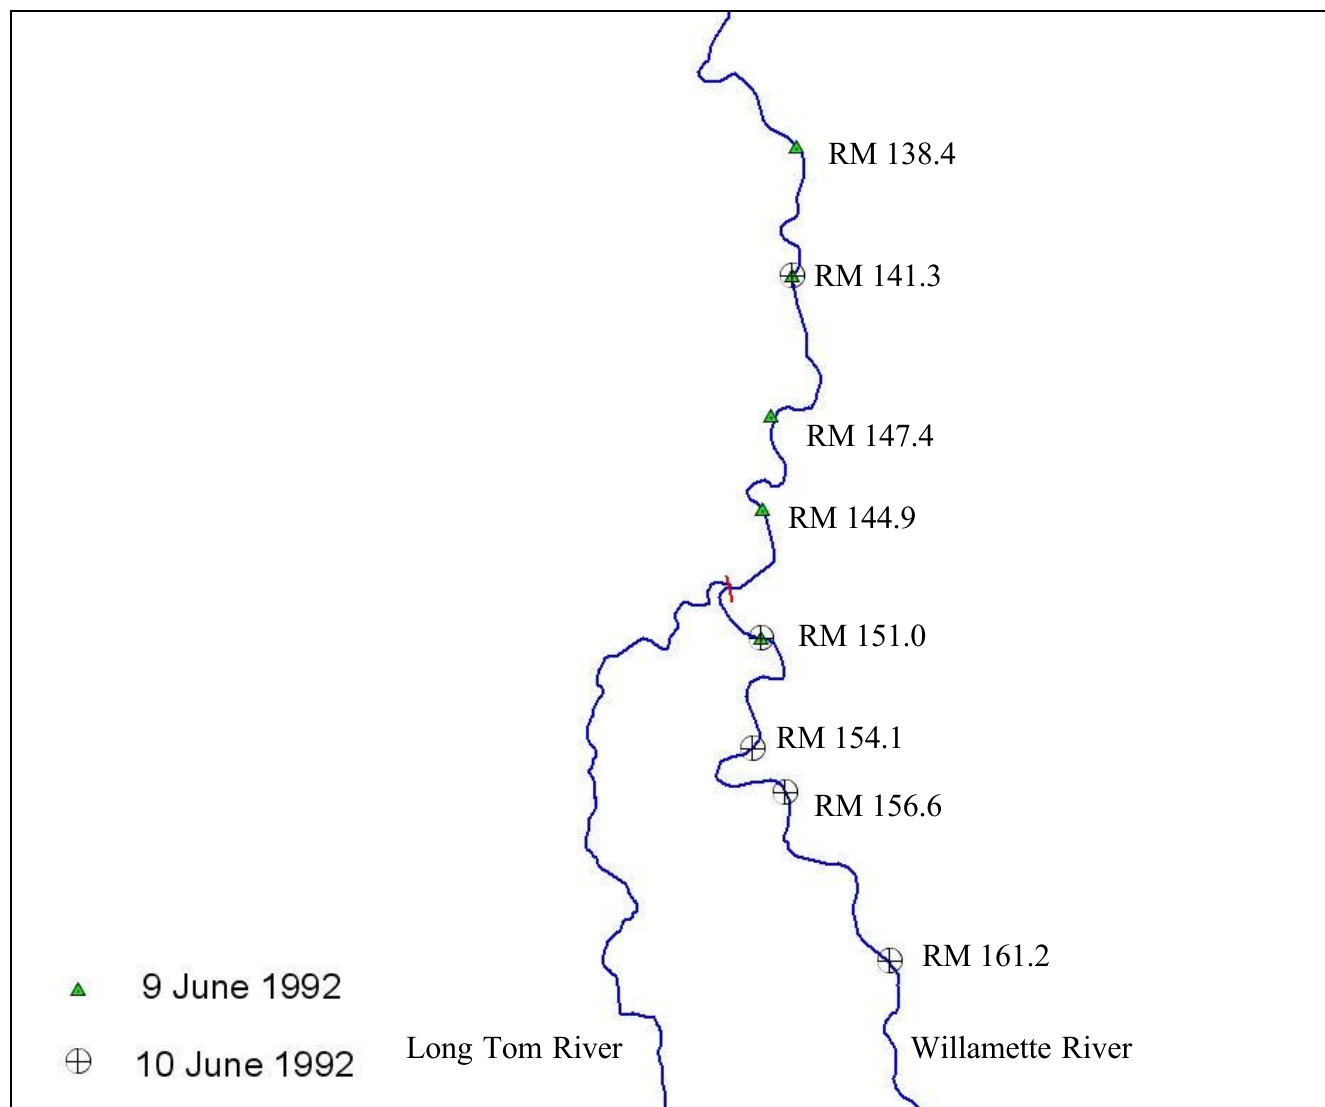 RM 138.4
RM 141.3
RM 147.4
RM 144.9
RM 151.0
RM 154.1
RM 156.6
RM 161.2
9 June 1992
Long Tom River
Willamette River
10 June 1992